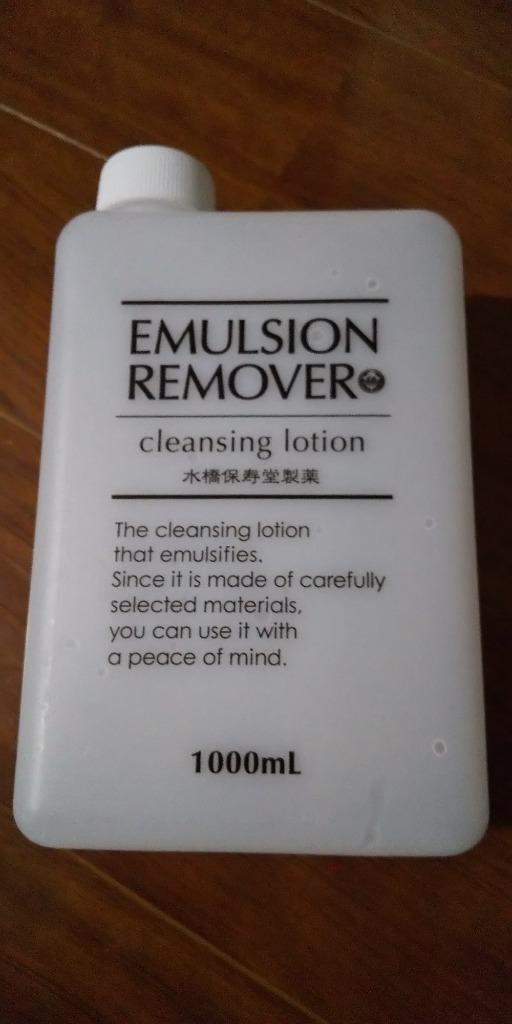 EMULSION
REMOVER
cleansing lotion
水橋保寿堂製薬
The cleansing lotion
that emulsifies.
Since it is made of carefully
selected materials,
you can use it with
a peace of mind.
1000mL